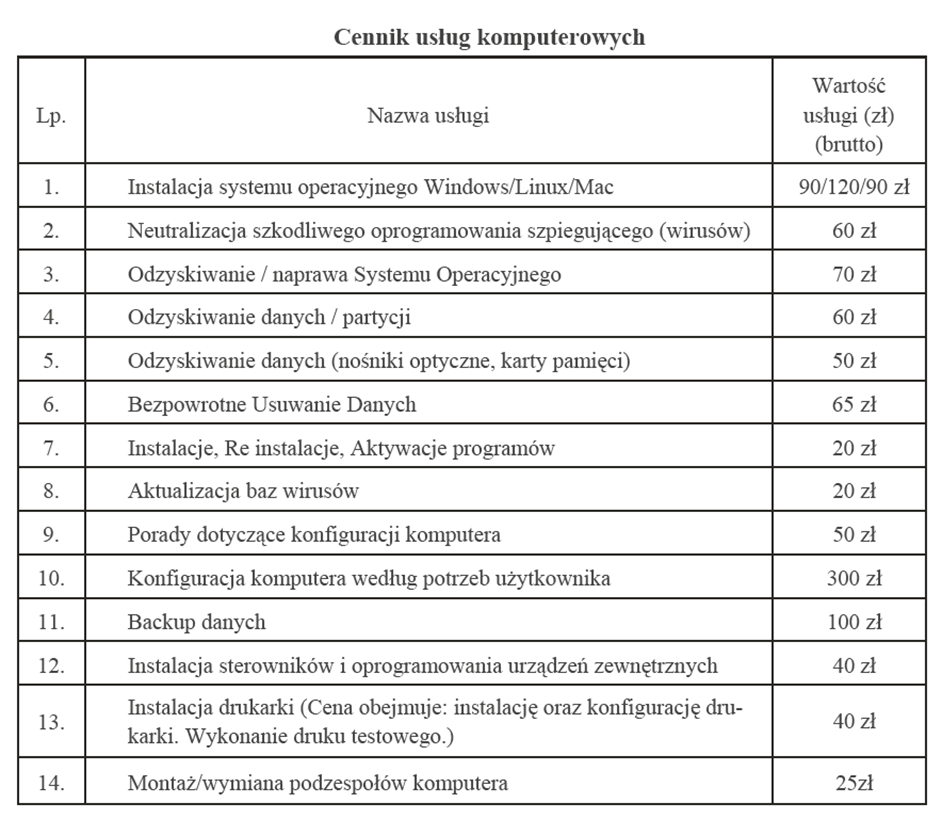 Cennik usług komputerowych
Lp.
Nazwa usługi
Wartość
usługi (zł)
(brutto)
1. Instalacja systemu operacyjnego Windows/Linux/Mac 90/120/90 zł
2. Neutralizacja szkodliwego oprogramowania szpiegującego (wirusów) 60 zł
3. Odzyskiwanie / naprawa Systemu Operacyjnego 70 zł
4. Odzyskiwanie danych / partycji 60 zł
5. Odzyskiwanie danych (nośniki optyczne, karty pamięci) 50 zł
6. Bezpowrotne Usuwanie Danych 65 zł
7. Instalacje, Re instalacje, Aktywacje programów 20 zł
8. Aktualizacja baz wirusów 20 zł
9. Porady dotyczące konfiguracji komputera 50 zł
10. Konfiguracja komputera według potrzeb użytkownika 300 zł
11. Backup danych 100 zł
12. Instalacja sterowników i oprogramowania urządzeń zewnętrznych 40 zł
13. Instalacja drukarki (Cena obejmuje: instalację oraz konfigurację dru-
karki. Wykonanie druku testowego.) 40 zł
14. Montaż/wymiana podzespołów komputera 25zł